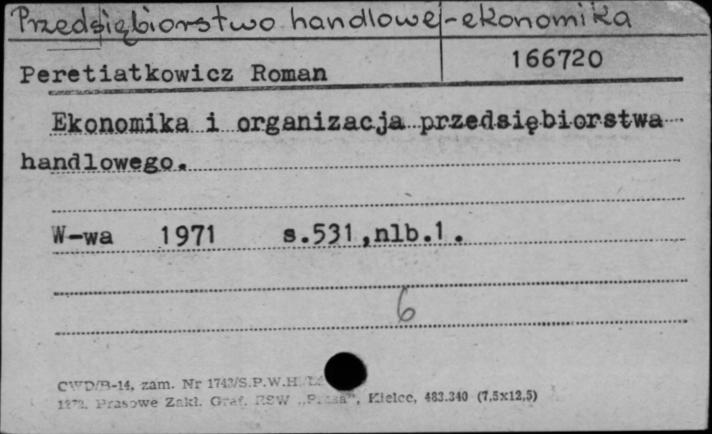 Przedsiębiorstwo handlowe-ekonomika
Peretiatkowicz Roman 166720
Ekonomika i organizacja przedsiębiorstwa
handlowego.
W-wa 1971 s.531,nlb.1.
6
CWD/B-14, zam. Nr 1743/S.P.W.H.
Prasowe Zakł. Graf. RSW „Prasa", Kielce, 483.340 (7,5x12,5)